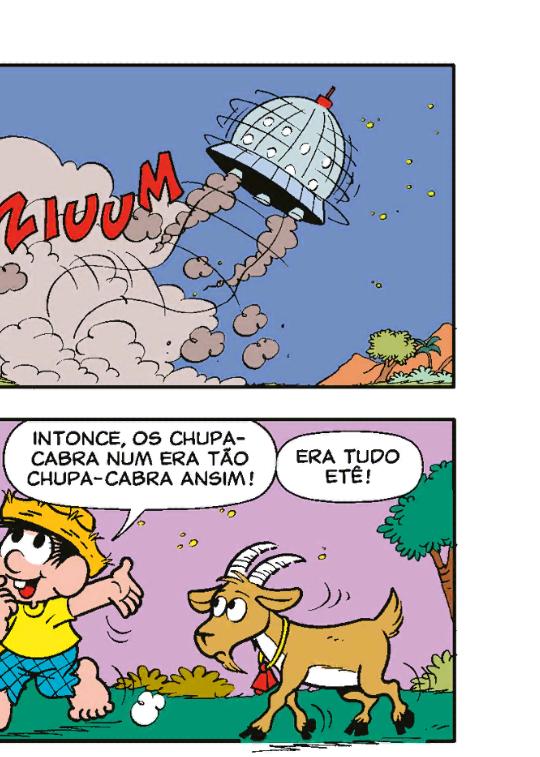 ZIUUM
INTONCE, OS CHUPA-
CABRA NUM ERA TÃO
CHUPA-CABRA ANSIM!
ERA TUDO
ETÊ!